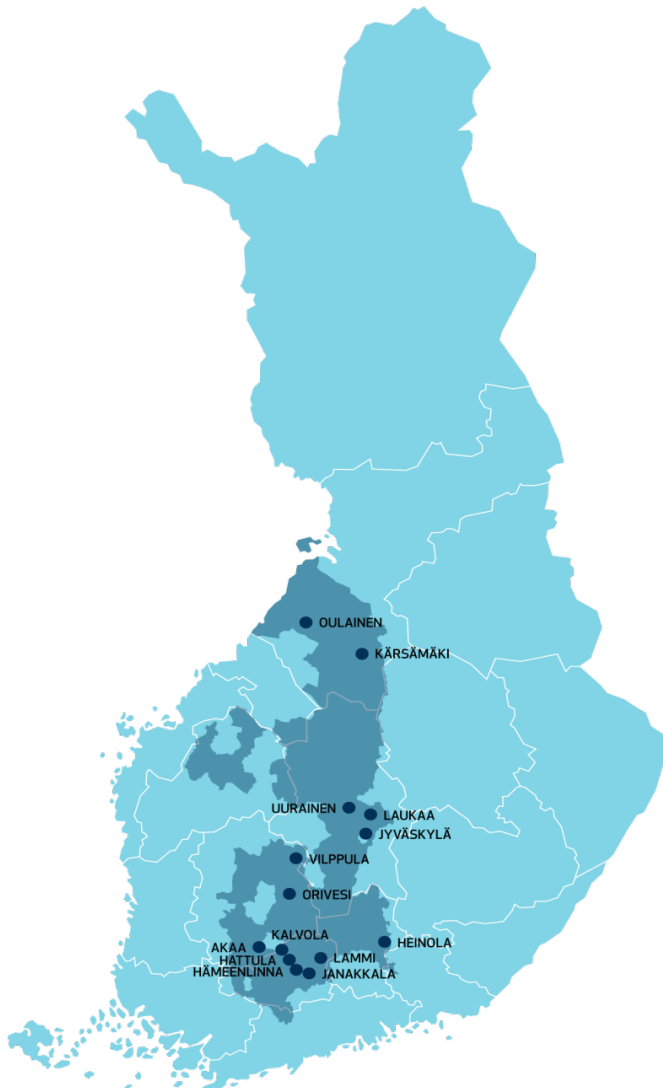 OULAINEN
KÄRSÄMÄKI
UURAINEN
LAUKAA
JYVÄSKYLÄ
VILPPULA
ORIVESI
KALVOLA
HEINOLA
AKAA
HATTULA
LAMMI
HÄMEENLINNA
JANAKKALA